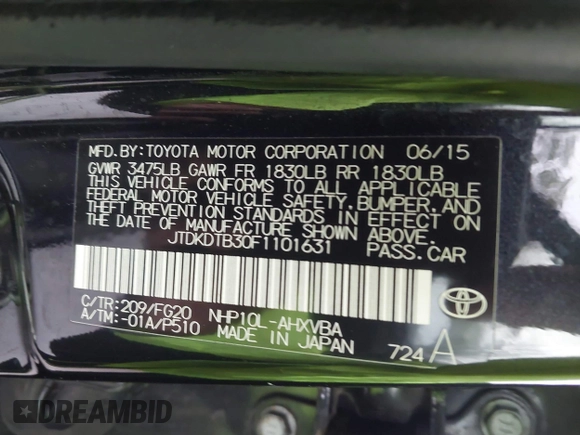 MFD.BY:TOYOTA MOTOR CORPORATION 06/15
GVWR 3475LB GAWR FR 1830LB RR 1830LB
THIS VEHICLE CONFORMS TO ALL APPLICABLE
FEDERAL MOTOR VEHICLE SAFETY, BUMPER, AND
THEFT PREVENTION STANDARDS IN EFFECT ON
THE DATE OF MANUFACTURE SHOWN ABOVE.
JTDKDTB30F1101631 PASS.CAR
C/TR:209/FG20 NHP10L-AHXVBA
A/TM:-01A/P510 MADE IN JAPAN 724 A
DREAMBID